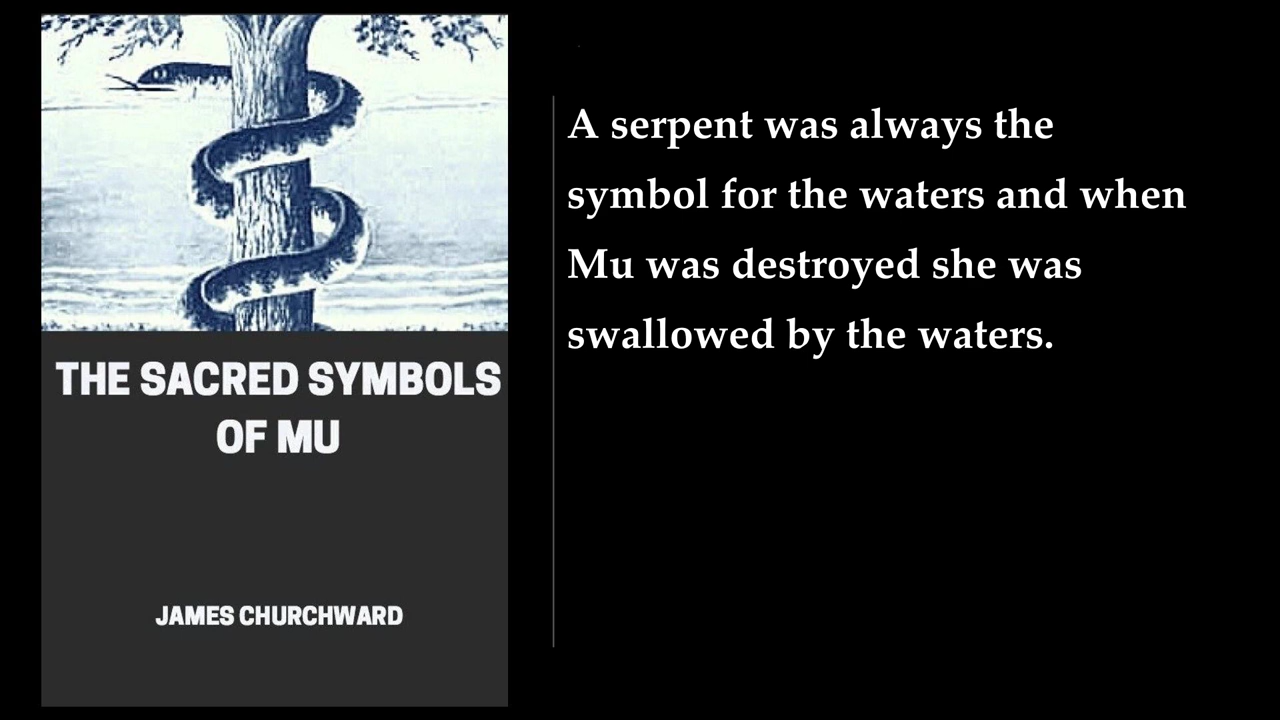 THE SACRED SYMBOLS
OF MU
JAMES CHURCHWARD
A serpent was always the
symbol for the waters and when
Mu was destroyed she was
swallowed by the waters.